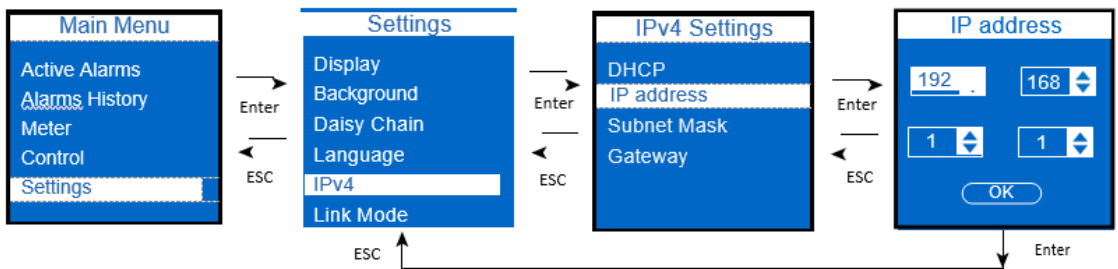 Main Menu
Active Alarms
Alarms History
Meter
Control
Settings
Enter
ESC
Settings
Display
Background
Daisy Chain
Language
IPv4
Link Mode
Enter
ESC
IPv4 Settings
DHCP
IP address
Subnet Mask
Gateway
Enter
ESC
IP address
192 .
168
1
1
OK
ESC
Enter